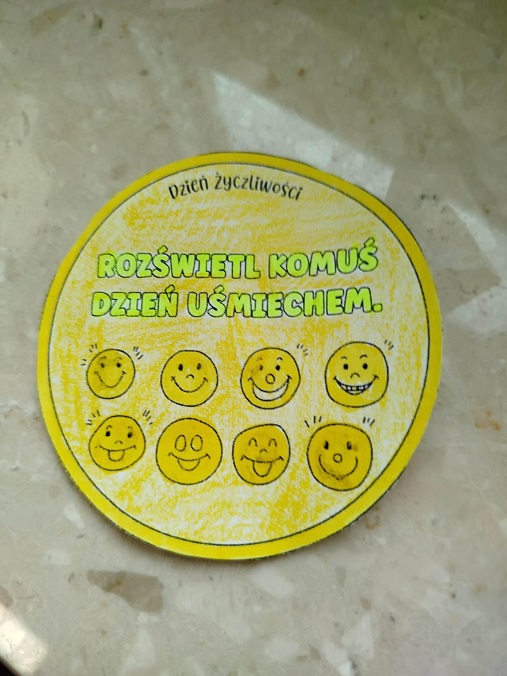 Dzień życzliwości
ROZŚWIETL KOMUŚ
DZIEŃ UŚMIECHEM.